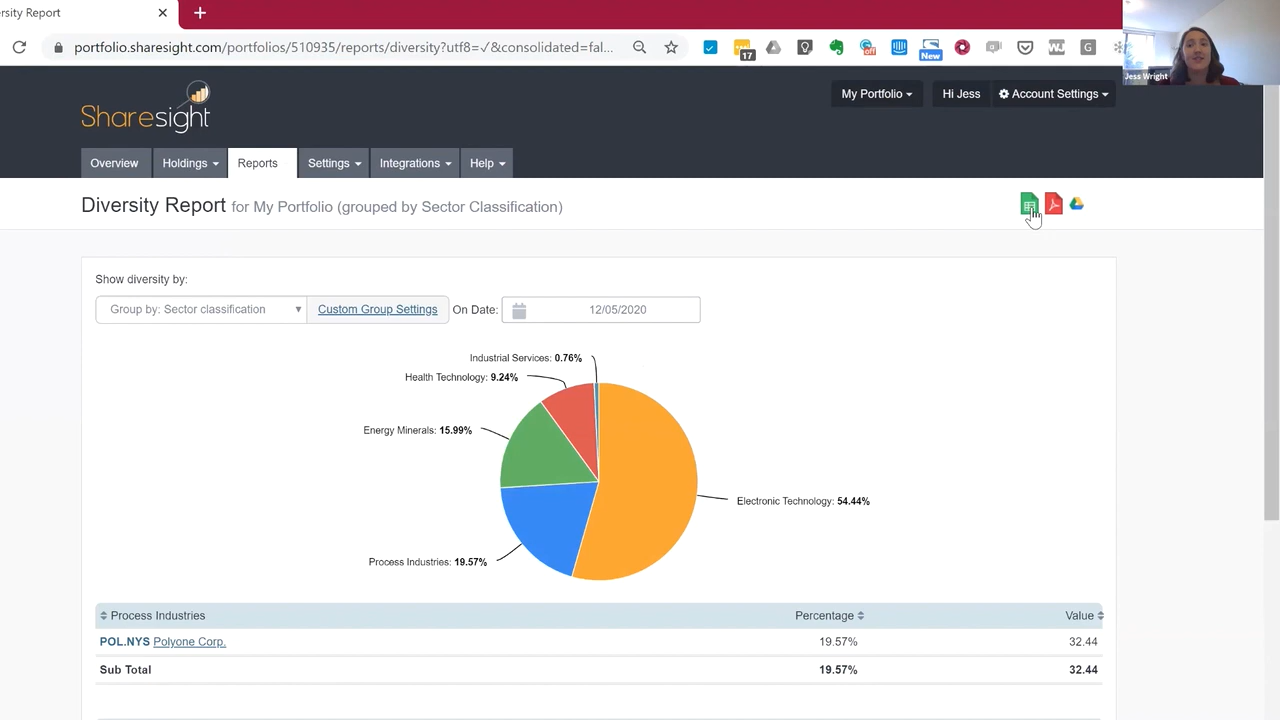 rsity Report
portfolio.sharesight.com/portfolios/510935/reports/diversity?utf8=✓&consolidated=fal...
17
off
New
WJ
G
Jess Wright
Sharesight
My Portfolio
Hi Jess
Account Settings
Overview
Holdings
Reports
Settings
Integrations
Help
Diversity Report for My Portfolio (grouped by Sector Classification)
Show diversity by:
Group by: Sector classification
Custom Group Settings
On Date:
12/05/2020
Industrial Services: 0.76%
Health Technology: 9.24%
Energy Minerals: 15.99%
Electronic Technology: 54.44%
Process Industries: 19.57%
Process Industries Percentage Value
POL.NYS Polyone Corp. 19.57% 32.44
Sub Total 19.57% 32.44